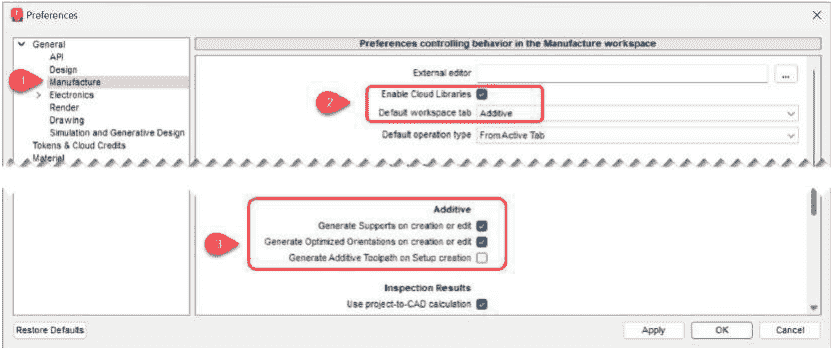 Preferences
General
API
Design
Manufacture
Electronics
Render
Drawing
Simulation and Generative Design
Tokens & Cloud Credits
Material
1
Preferences controlling behavior in the Manufacture workspace
External editor
...
2
Enable Cloud Libraries
Default workspace tab Additive
Default operation type From Active Tab
3
Additive
Generate Supports on creation or edit
Generate Optimized Orientations on creation or edit
Generate Additive Toolpath on Setup creation
Inspection Results
Use project-to-CAD calculation
Restore Defaults
Apply
OK
Cancel